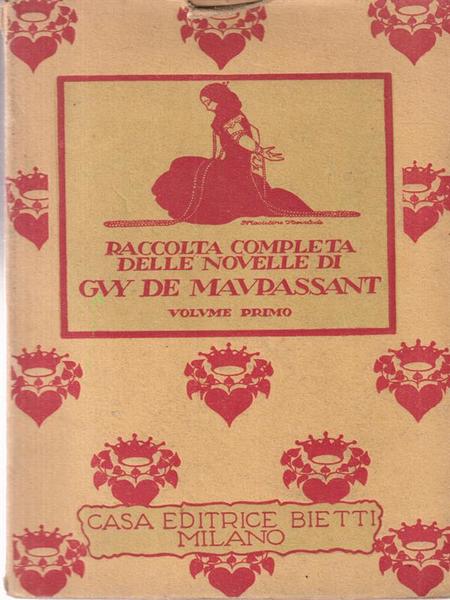 RACCOLTA COMPLETA
DELLE NOVELLE DI
GVY DE MAVPASSANT
VOLVME PRIMO
CASA EDITRICE BIETTI
MILANO